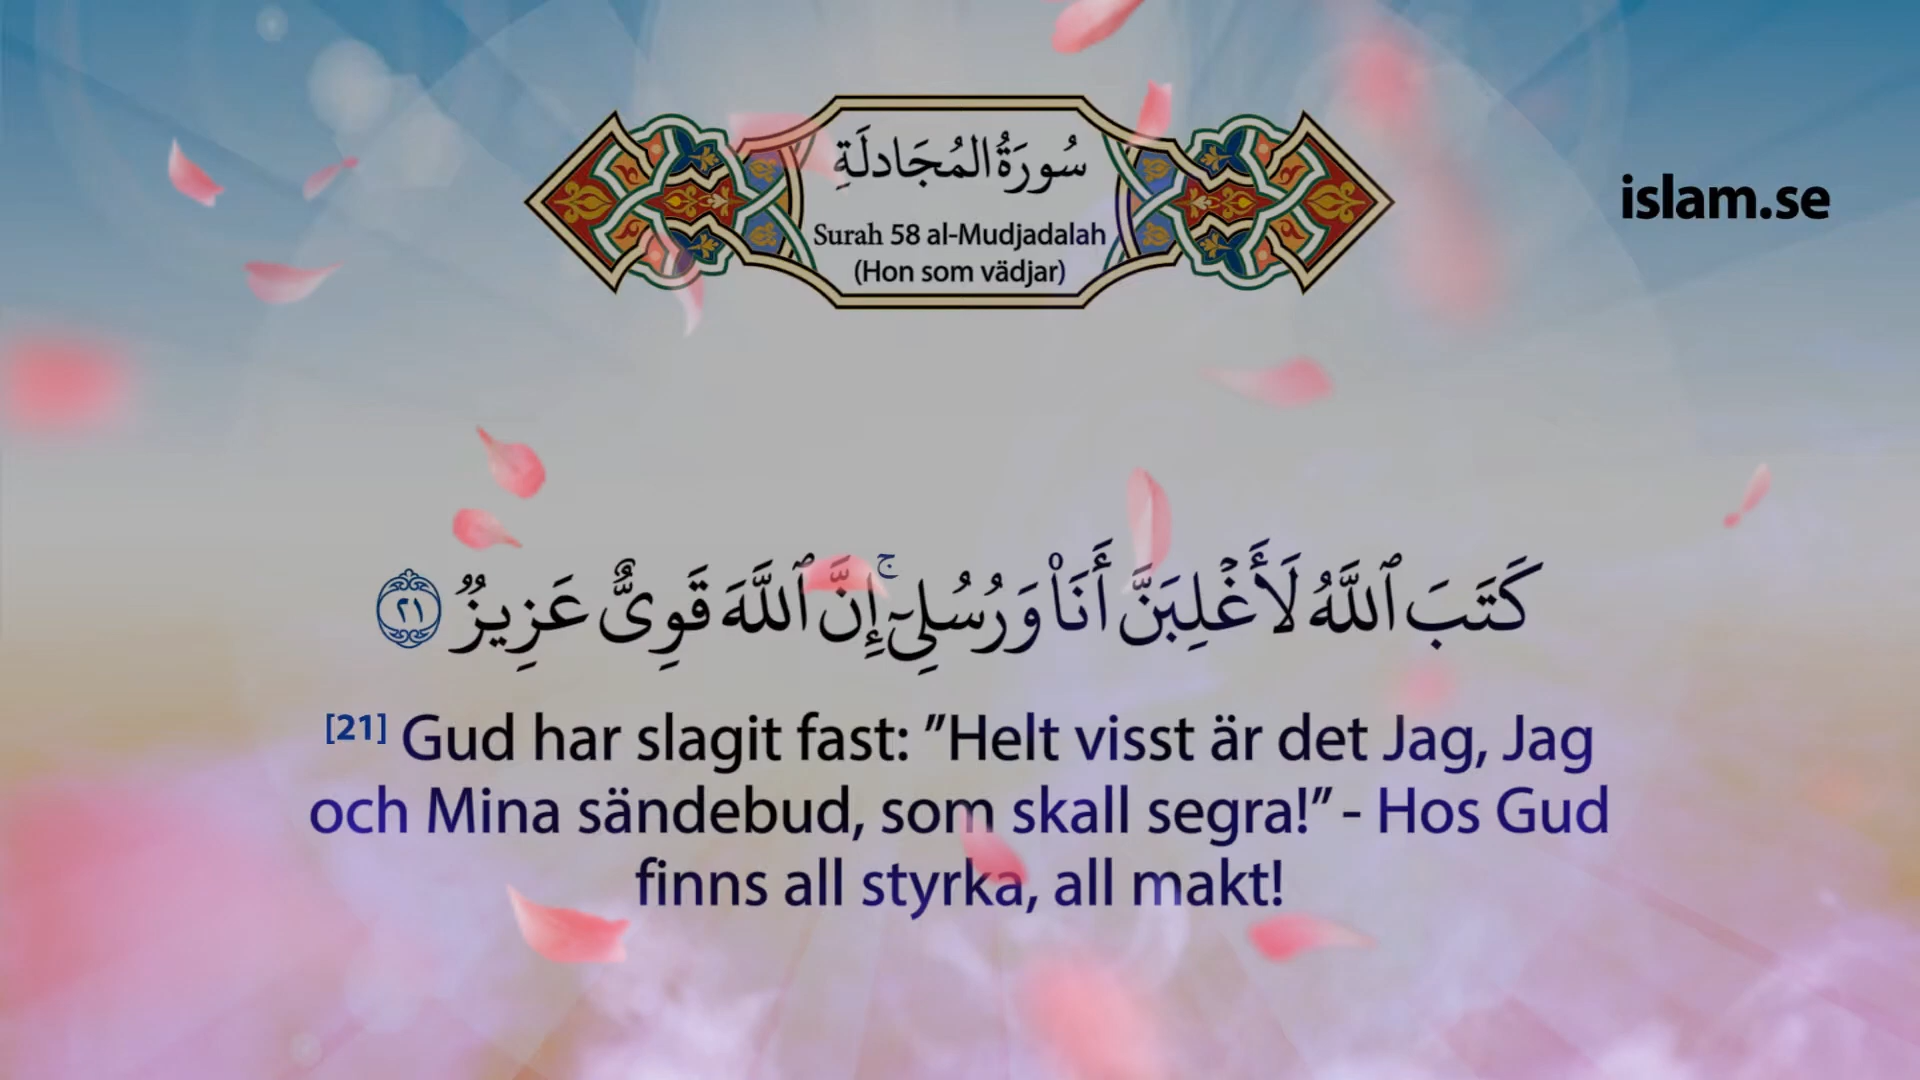 سُورَةُ المُجَادلَةِ
Surah 58 al-Mudjadalah
(Hon som vädjar)
islam.se
كَتَبَ ٱللَّهُ لَأَغۡلِبَنَّ أَنَا۠ وَرُسُلِيٓۚ إِنَّ ٱللَّهَ قَوِيٌّ عَزِيزٞ ٢١
[21] Gud har slagit fast: ”Helt visst är det Jag, Jag
och Mina sändebud, som skall segra!” - Hos Gud
finns all styrka, all makt!